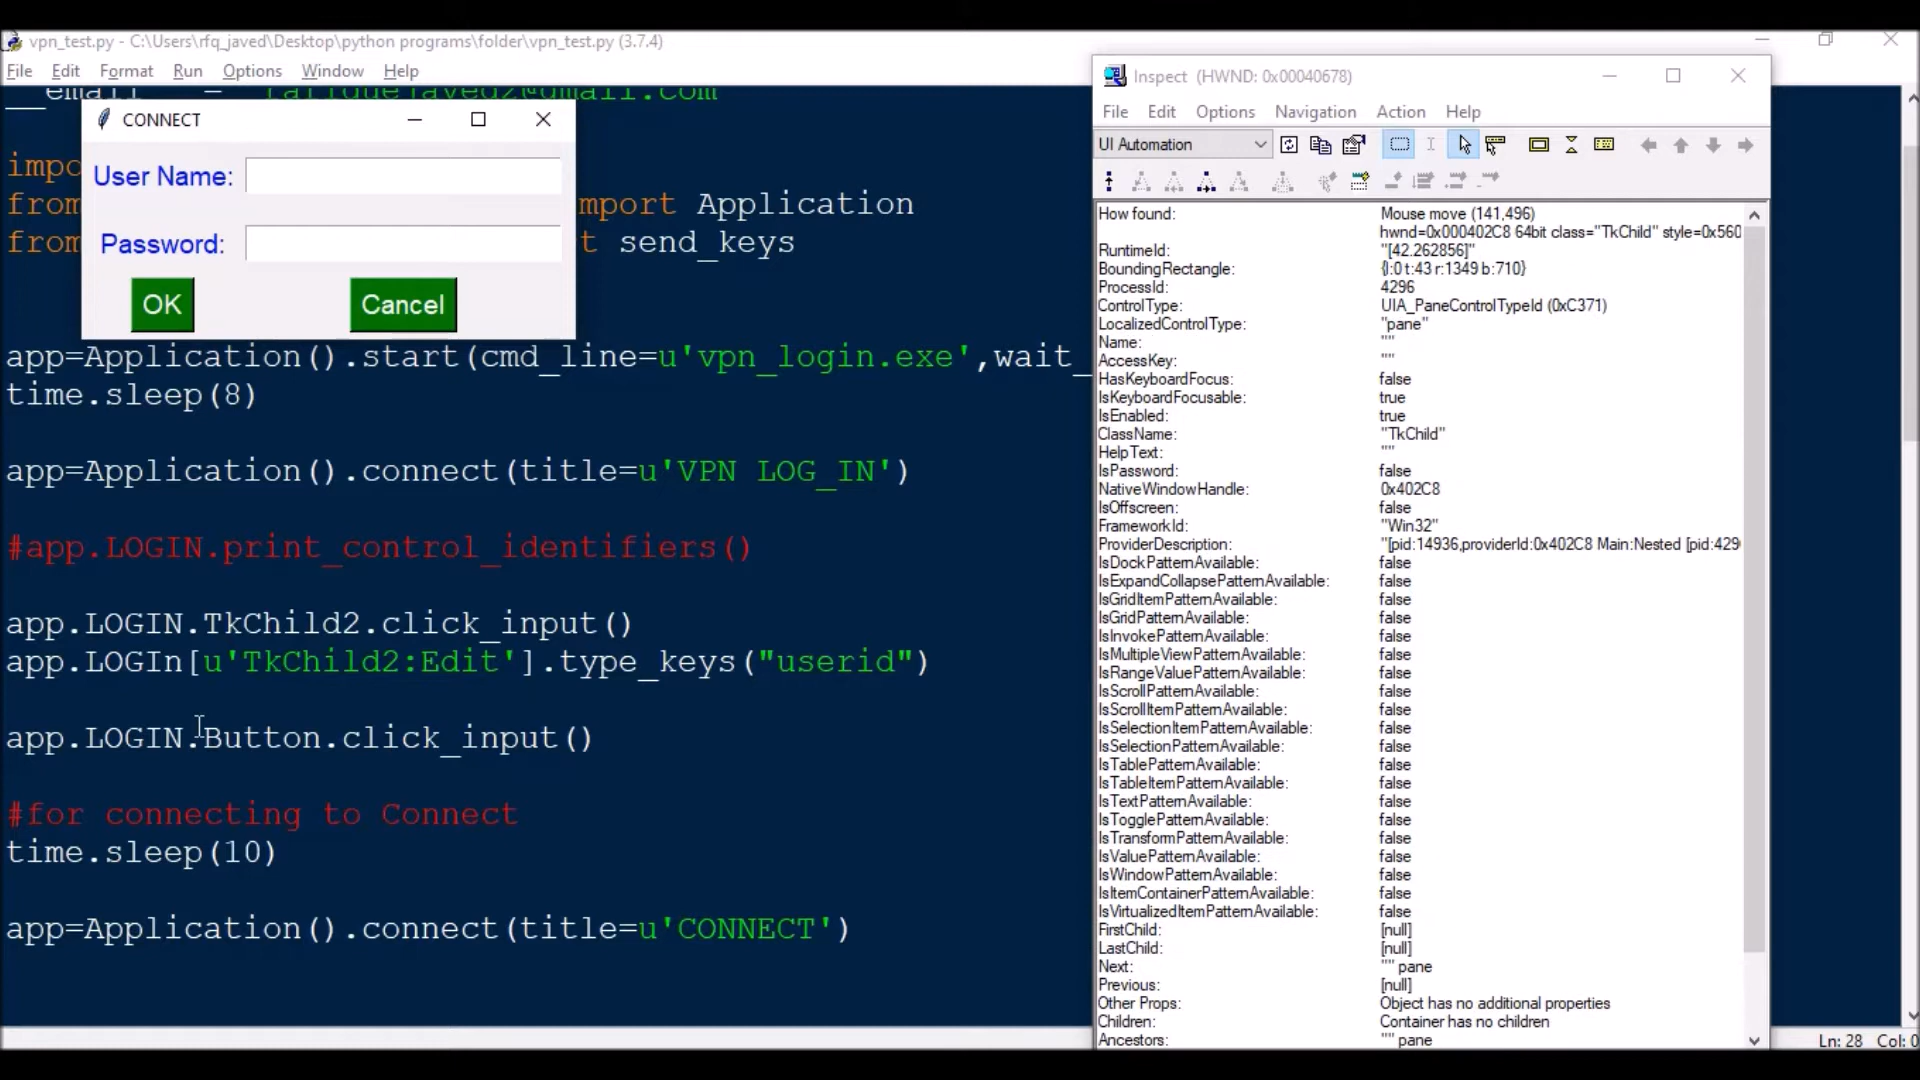 vpn_test.py - C:\Users\rfq_javed\Desktop\python programs\folder\vpn_test.py (3.7.4)
File Edit Format Run Options Window Help
__email = rafiquejaved2@gmail.com
CONNECT
User Name:
Password:
OK Cancel
impo
from mport Application
from t send_keys
app=Application().start(cmd_line=u'vpn_login.exe',wait_
time.sleep(8)
app=Application().connect(title=u'VPN LOG_IN')
#app.LOGIN.print_control_identifiers()
app.LOGIN.TkChild2.click_input()
app.LOGIn[u'TkChild2:Edit'].type_keys("userid")
app.LOGIN.Button.click_input()
#for connecting to Connect
time.sleep(10)
app=Application().connect(title=u'CONNECT')
Inspect (HWND: 0x00040678)
File Edit Options Navigation Action Help
UI Automation
How found: Mouse move (141,496)
hwnd=0x000402C8 64bit class="TkChild" style=0x560
RuntimeId: "[42.262856]"
BoundingRectangle: {l:0 t:43 r:1349 b:710}
ProcessId: 4296
ControlType: UIA_PaneControlTypeId (0xC371)
LocalizedControlType: "pane"
Name: ""
AccessKey: ""
HasKeyboardFocus: false
IsKeyboardFocusable: true
IsEnabled: true
ClassName: "TkChild"
HelpText: ""
IsPassword: false
NativeWindowHandle: 0x402C8
IsOffscreen: false
FrameworkId: "Win32"
ProviderDescription: "[pid:14936,providerId:0x402C8 Main:Nested [pid:429
IsDockPatternAvailable: false
IsExpandCollapsePatternAvailable: false
IsGridItemPatternAvailable: false
IsGridPatternAvailable: false
IsInvokePatternAvailable: false
IsMultipleViewPatternAvailable: false
IsRangeValuePatternAvailable: false
IsScrollPatternAvailable: false
IsScrollItemPatternAvailable: false
IsSelectionItemPatternAvailable: false
IsSelectionPatternAvailable: false
IsTablePatternAvailable: false
IsTableItemPatternAvailable: false
IsTextPatternAvailable: false
IsTogglePatternAvailable: false
IsTransformPatternAvailable: false
IsValuePatternAvailable: false
IsWindowPatternAvailable: false
IsItemContainerPatternAvailable: false
IsVirtualizedItemPatternAvailable: false
FirstChild: [null]
LastChild: [null]
Next: "" pane
Previous: [null]
Other Props: Object has no additional properties
Children: Container has no children
Ancestors: "" pane
Ln: 28 Col: 0